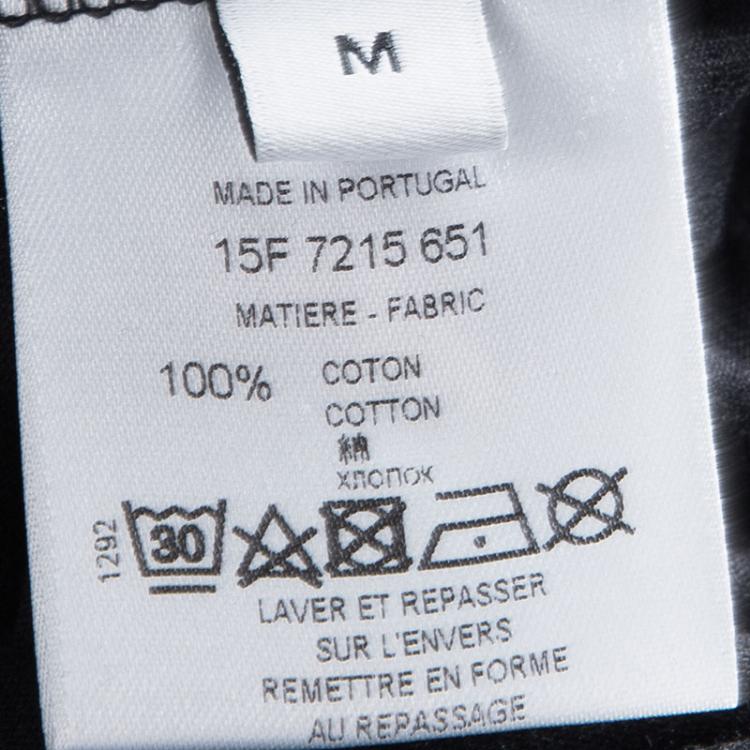 M
MADE IN PORTUGAL
15F 7215 651
MATIERE - FABRIC
100% COTON
COTTON
綿
хлопок
1292
30
LAVER ET REPASSER
SUR L'ENVERS
REMETTRE EN FORME
AU REPASSAGE